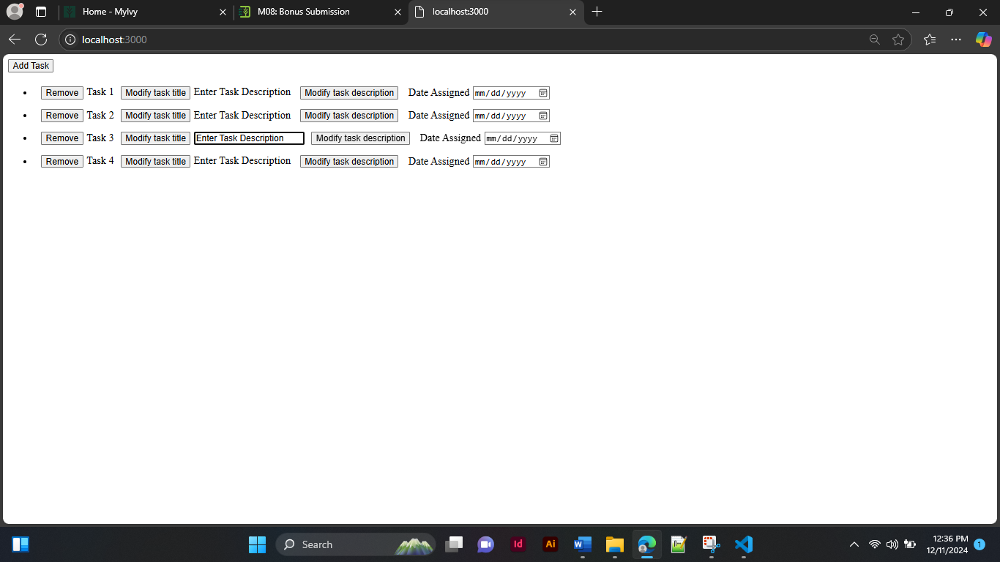 Home - MyIvy
M08: Bonus Submission
localhost:3000
localhost:3000
Add Task
Remove Task 1 Modify task title Enter Task Description Modify task description Date Assigned mm/dd/yyyy
Remove Task 2 Modify task title Enter Task Description Modify task description Date Assigned mm/dd/yyyy
Remove Task 3 Modify task title Enter Task Description Modify task description Date Assigned mm/dd/yyyy
Remove Task 4 Modify task title Enter Task Description Modify task description Date Assigned mm/dd/yyyy
Search
Id
Ai
W
12:36 PM
12/11/2024
1